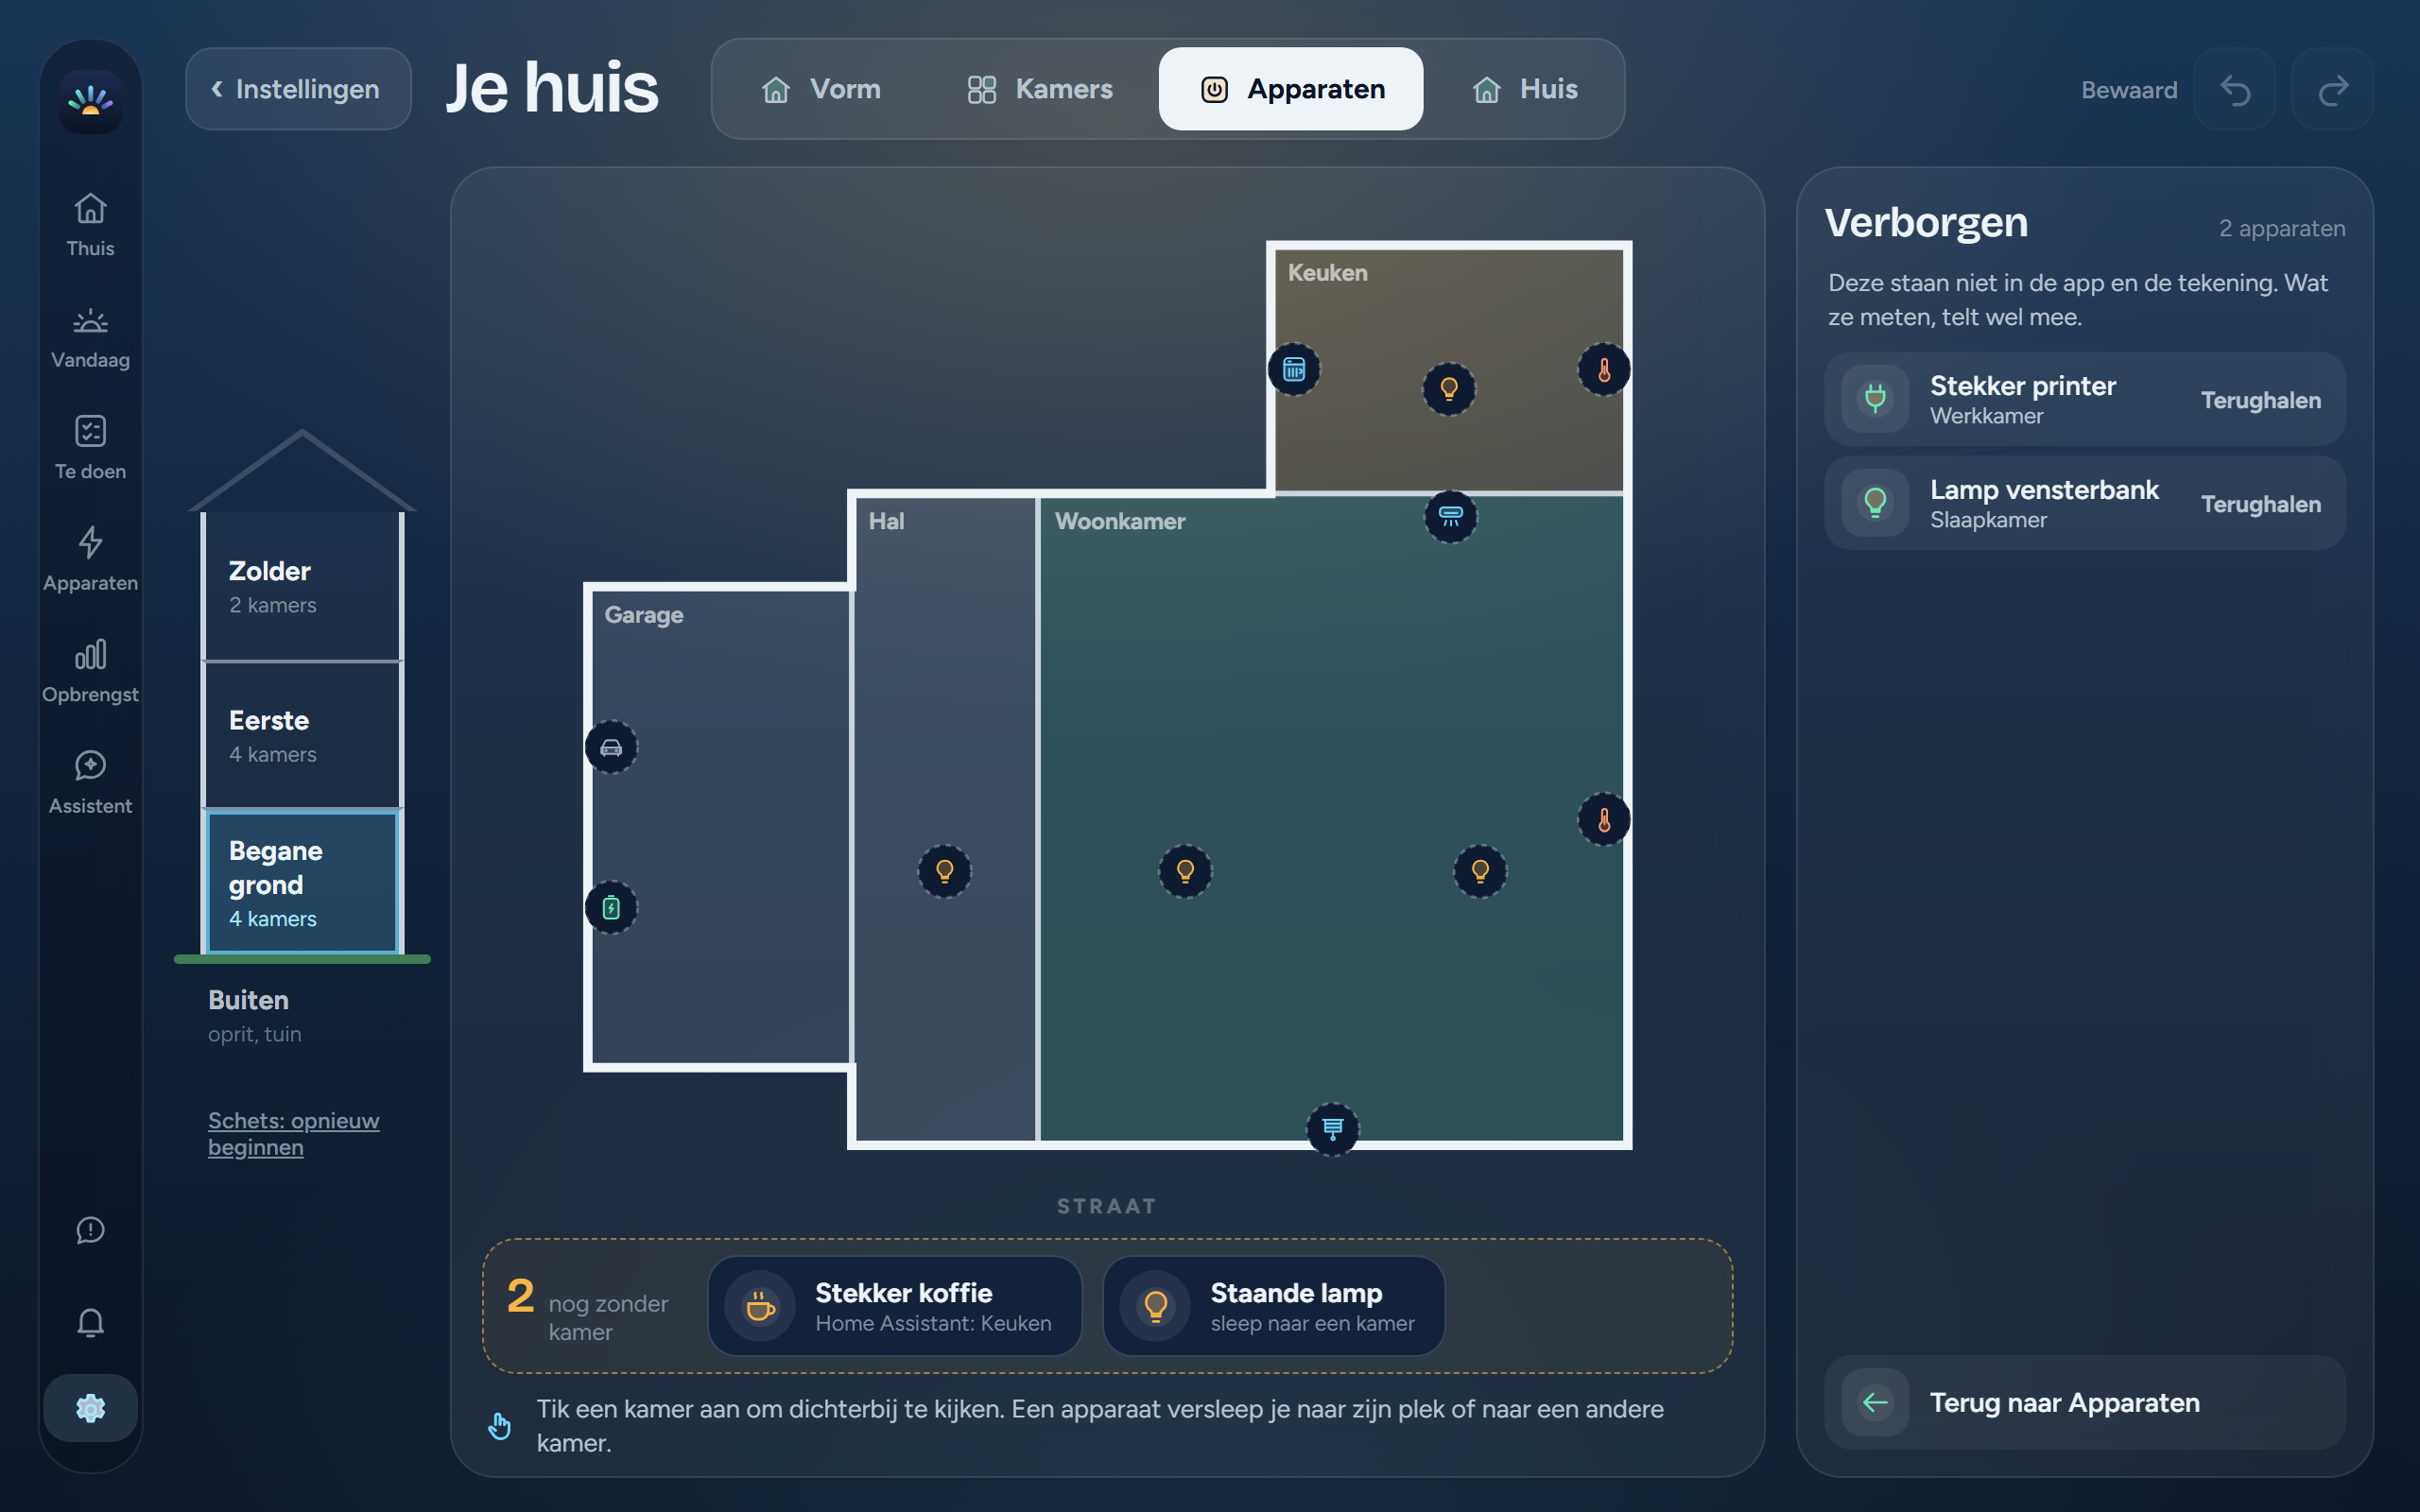 Instellingen
Je huis
Vorm
Kamers
Apparaten
Huis
Bewaard
Thuis
Vandaag
Te doen
Apparaten
Opbrengst
Assistent
Zolder
2 kamers
Eerste
4 kamers
Begane
grond
4 kamers
Buiten
oprit, tuin
Schets: opnieuw
beginnen
Keuken
Hal
Woonkamer
Garage
STRAAT
2 nog zonder
kamer
Stekker koffie
Home Assistant: Keuken
Staande lamp
sleep naar een kamer
Tik een kamer aan om dichterbij te kijken. Een apparaat versleep je naar zijn plek of naar een andere
kamer.
Verborgen
2 apparaten
Deze staan niet in de app en de tekening. Wat
ze meten, telt wel mee.
Stekker printer
Werkkamer
Terughalen
Lamp vensterbank
Slaapkamer
Terughalen
Terug naar Apparaten